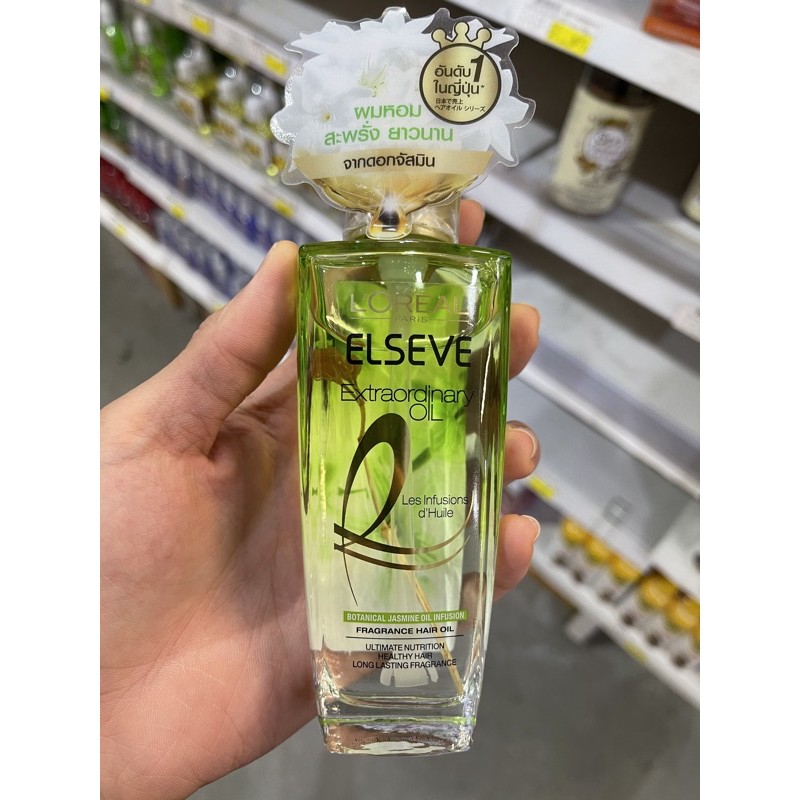 อันดับ 1
ในญี่ปุ่น*
日本で売上
ヘアオイル シリーズ
ผมหอม
สะพรั่ง ยาวนาน
จากดอกจัสมิน
L'ORÉAL
PARIS
ELSEVE
Extraordinary
OIL
Les Infusions
d'Huile
BOTANICAL JASMINE OIL INFUSION
FRAGRANCE HAIR OIL
ULTIMATE NUTRITION
HEALTHY HAIR
LONG LASTING FRAGRANCE